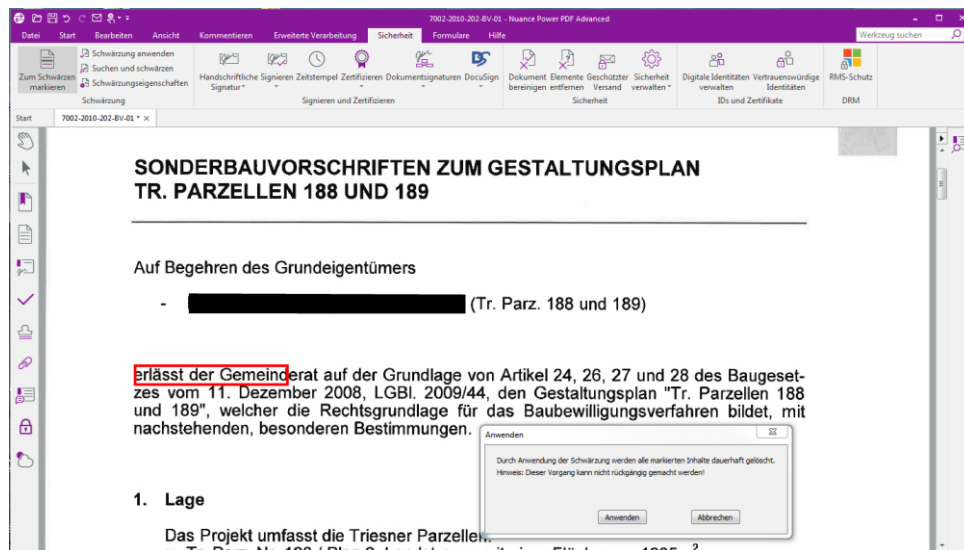 7002-2010-202-BV-01 - Nuance Power PDF Advanced
Datei Start Bearbeiten Ansicht Kommentieren Erweiterte Verarbeitung Sicherheit Formulare Hilfe
Werkzeug suchen
Zum Schwärzen markieren
Schwärzung anwenden
Suchen und schwärzen
Schwärzungseigenschaften
Handschriftliche Signatur
Signieren
Zeitstempel
Zertifizieren
Dokumentsignaturen
DocuSign
Dokument bereinigen
Elemente entfernen
Geschützter Versand
Sicherheit verwalten
Digitale Identitäten verwalten
Vertrauenswürdige Identitäten
RMS-Schutz
Schwärzung
Signieren und Zertifizieren
Sicherheit
IDs und Zertifikate
DRM
Start
7002-2010-202-BV-01 *
SONDERBAUVORSCHRIFTEN ZUM GESTALTUNGSPLAN
TR. PARZELLEN 188 UND 189
Auf Begehren des Grundeigentümers
- (Tr. Parz. 188 und 189)
erlässt der Gemeinderat auf der Grundlage von Artikel 24, 26, 27 und 28 des Baugeset-
zes vom 11. Dezember 2008, LGBl. 2009/44, den Gestaltungsplan "Tr. Parzellen 188
und 189", welcher die Rechtsgrundlage für das Baubewilligungsverfahren bildet, mit
nachstehenden, besonderen Bestimmungen.
Anwenden
Durch Anwendung der Schwärzung werden alle markierten Inhalte dauerhaft gelöscht.
Hinweis: Dieser Vorgang kann nicht rückgängig gemacht werden!
Anwenden
Abbrechen
1. Lage
Das Projekt umfasst die Triesner Parzellen: